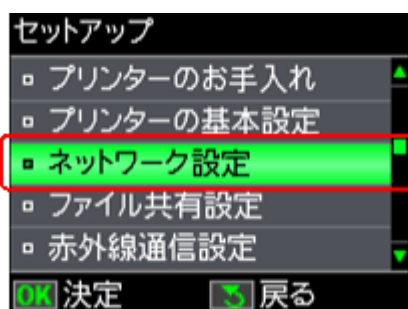 セットアップ
プリンターのお手入れ
プリンターの基本設定
ネットワーク設定
ファイル共有設定
赤外線通信設定
OK 決定 戻る